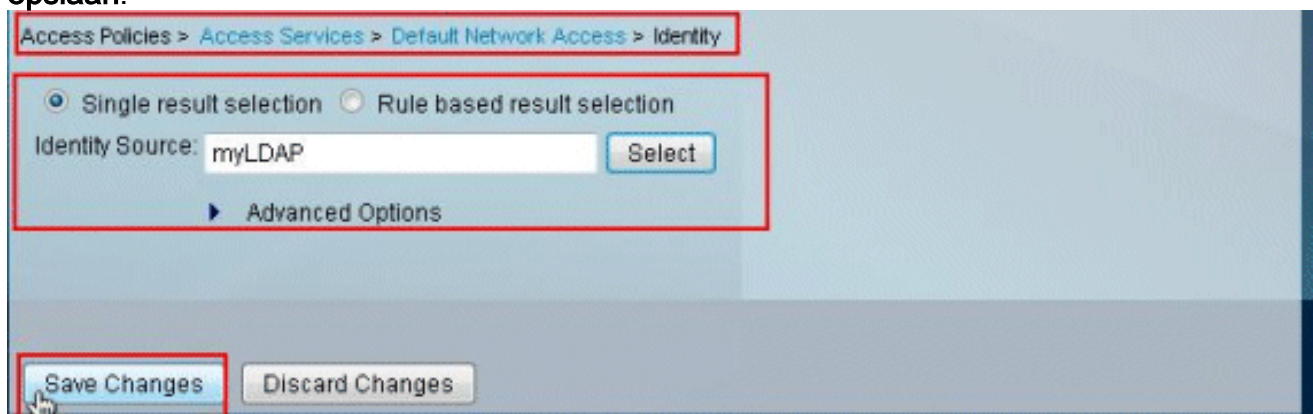 opslaan.
Access Policies > Access Services > Default Network Access > Identity
Single result selection Rule based result selection
Identity Source: myLDAP Select
Advanced Options
Save Changes Discard Changes